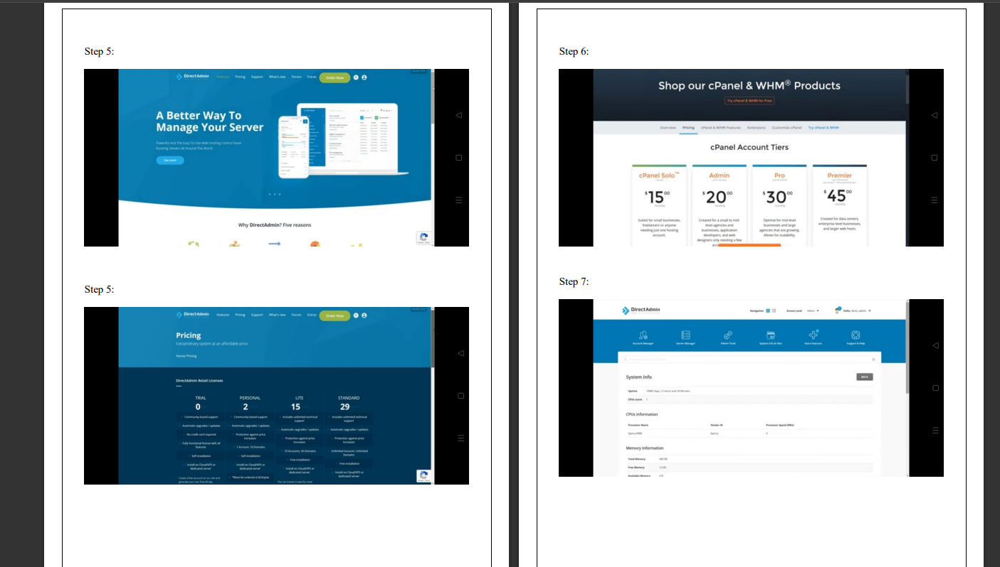 Step 5:
DirectAdmin
Features Pricing Support What's new Forum Extras Order Now
A Better Way To
Manage Your Server
Powerful And The Easy To Use Web Hosting Control Panel
Running Servers All Around The World
See more
Why DirectAdmin? Five reasons
Step 5:
DirectAdmin
Features Pricing Support What's new Forum Extras Order Now
Pricing
Extraordinary system at an affordable price
Home/ Pricing
DirectAdmin Retail Licenses
TRIAL PERSONAL LITE STANDARD
0 2 15 29
Community based support Community based support Includes unlimited technical support Includes unlimited technical support
Automatic upgrades / updates Automatic upgrades / updates Automatic upgrades / updates Automatic upgrades / updates
No credit card required Protection against price increases Protection against price increases Protection against price increases
Fully functional license with all features 1 Account, 10 Domains 10 Accounts, 50 Domains Unlimited Account, Unlimited Domains
Self-installation Self-installation Free installation Free installation
Install on Cloud/VPS or dedicated server Install on Cloud/VPS or dedicated server Install on Cloud/VPS or dedicated server Install on Cloud/VPS or dedicated server
*Must be ordered at $24/year
Step 6:
Shop our cPanel & WHM® Products
Try cPanel & WHM for Free
Overview Pricing cPanel & WHM Features Extensions Customize cPanel Try cPanel & WHM
cPanel Account Tiers
cPanel Solo™ Admin Pro Premier
$15.00 $20.00 $30.00 $45.00
monthly monthly monthly monthly
Suited for small businesses, freelancers or anyone needing just one hosting account.
Created for a small to mid-level agencies and businesses, application developers, and web designers only needing a few
Optimal for mid-level businesses and large agencies that are growing. Allows for scalability.
Created for data centers, enterprise level businesses, and larger web hosts.
Step 7:
DirectAdmin
Navigation Access Level Admin Hello, demo_admin
Account Manager Server Manager Admin Tools System Info & Files Extra Features Support & Help
System Info
BACK
Uptime Days, 12 Hours and 34 Minutes
CPUs count 1
CPUs Information
Processor Name Vendor ID Processor Speed (MHz)
Sperry 4
Memory Information
Total Memory 640 KB
Free Memory 12 KB
Available Memory